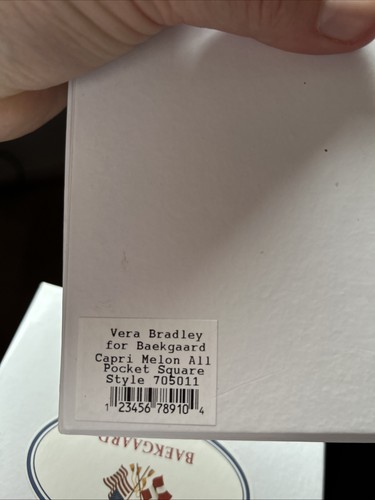 Vera Bradley
for Baekgaard
Capri Melon All
Pocket Square
Style 705011
1 23456 78910 4
BAEKGAARD